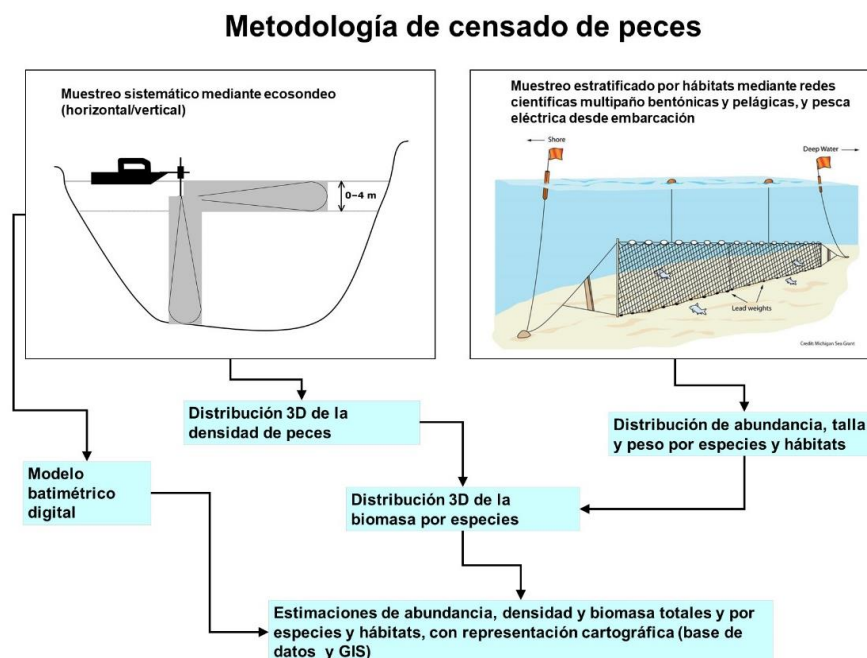 Metodología de censado de peces
Muestreo sistemático mediante ecosondeo
(horizontal/vertical)
0–4 m
Muestreo estratificado por hábitats mediante redes
científicas multipaño bentónicas y pelágicas, y pesca
eléctrica desde embarcación
Shore
Deep Water
Lead weights
Credit: Michigan Sea Grant
Distribución 3D de la
densidad de peces
Distribución de abundancia, talla
y peso por especies y hábitats
Modelo
batimétrico
digital
Distribución 3D de la
biomasa por especies
Estimaciones de abundancia, densidad y biomasa totales y por
especies y hábitats, con representación cartográfica (base de
datos y GIS)